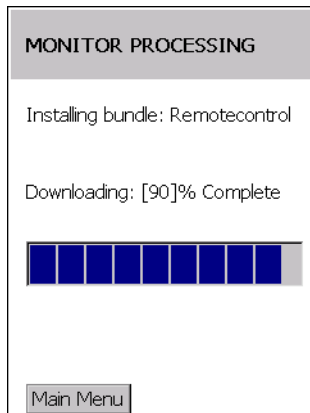 MONITOR PROCESSING
Installing bundle: Remotecontrol
Downloading: [90]% Complete
Main Menu